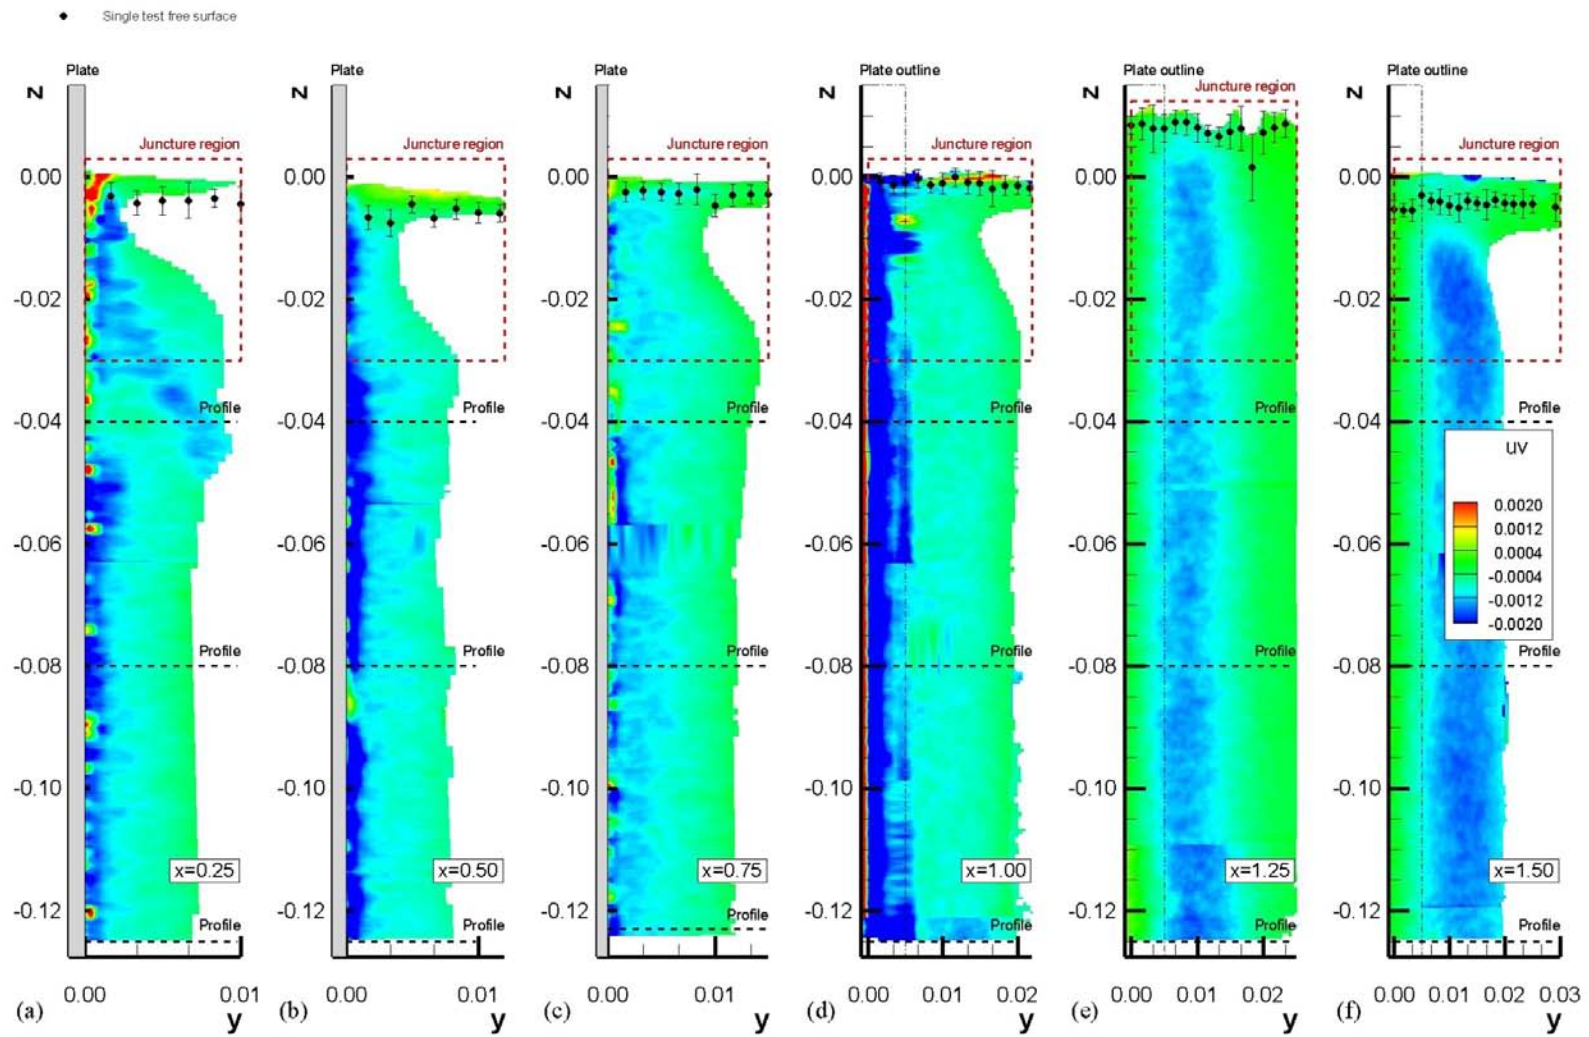 Single test free surface
Plate
Plate
Plate
Plate outline
Plate outline
Plate outline
Juncture region
Juncture region
Juncture region
Juncture region
Juncture region
Juncture region
z
z
z
z
z
z
0.00
0.00
0.00
0.00
0.00
0.00
-0.02
-0.02
-0.02
-0.02
-0.02
-0.02
Profile
Profile
Profile
Profile
Profile
Profile
-0.04
-0.04
-0.04
-0.04
-0.04
-0.04
uv
0.0020
0.0012
0.0004
-0.0004
-0.0012
-0.0020
-0.06
-0.06
-0.06
-0.06
-0.06
-0.06
Profile
Profile
Profile
Profile
Profile
Profile
-0.08
-0.08
-0.08
-0.08
-0.08
-0.08
-0.10
-0.10
-0.10
-0.10
-0.10
-0.10
x=0.25
x=0.50
x=0.75
x=1.00
x=1.25
x=1.50
-0.12
-0.12
-0.12
-0.12
-0.12
-0.12
Profile
Profile
Profile
Profile
Profile
Profile
0.00 0.01
0.00 0.01
0.00 0.01
0.00 0.01 0.02
0.00 0.01 0.02
0.00 0.01 0.02 0.03
(a) y
(b) y
(c) y
(d) y
(e) y
(f) y